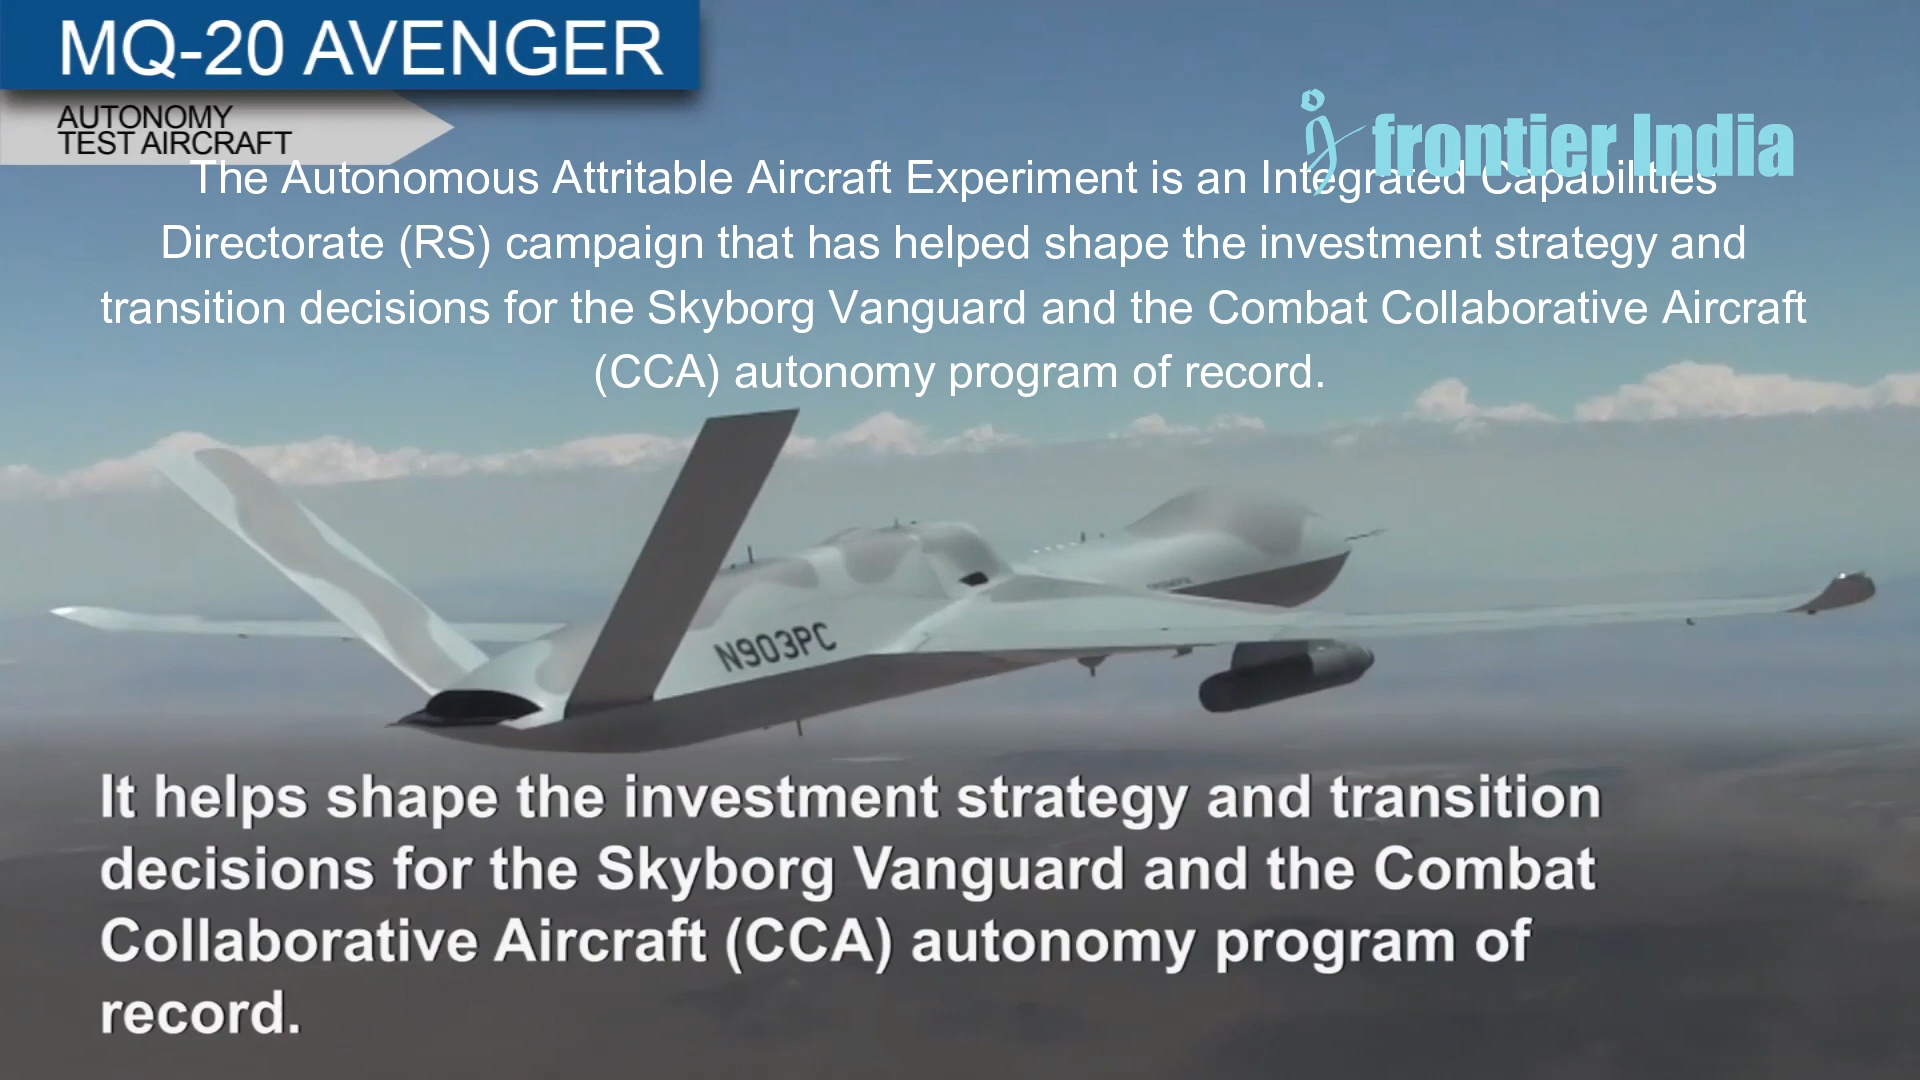 MQ-20 AVENGER
AUTONOMY
TEST AIRCRAFT
frontier India
The Autonomous Attritable Aircraft Experiment is an Integrated Capabilities
Directorate (RS) campaign that has helped shape the investment strategy and
transition decisions for the Skyborg Vanguard and the Combat Collaborative Aircraft
(CCA) autonomy program of record.
N903PC
It helps shape the investment strategy and transition
decisions for the Skyborg Vanguard and the Combat
Collaborative Aircraft (CCA) autonomy program of
record.